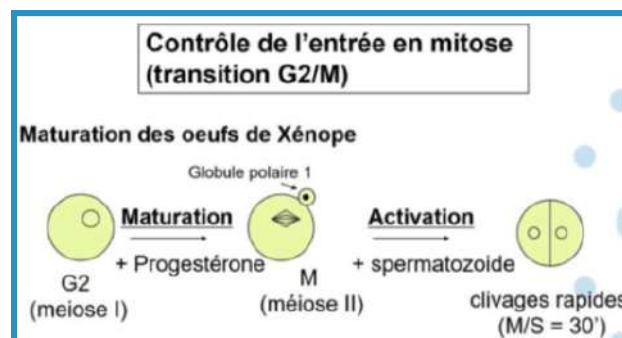 Contrôle de l'entrée en mitose
(transition G2/M)
Maturation des oeufs de Xénope
Globule polaire 1
Maturation
+ Progestérone
Activation
+ spermatozoide
G2
(meiose I)
M
(méiose II)
clivages rapides
(M/S = 30')